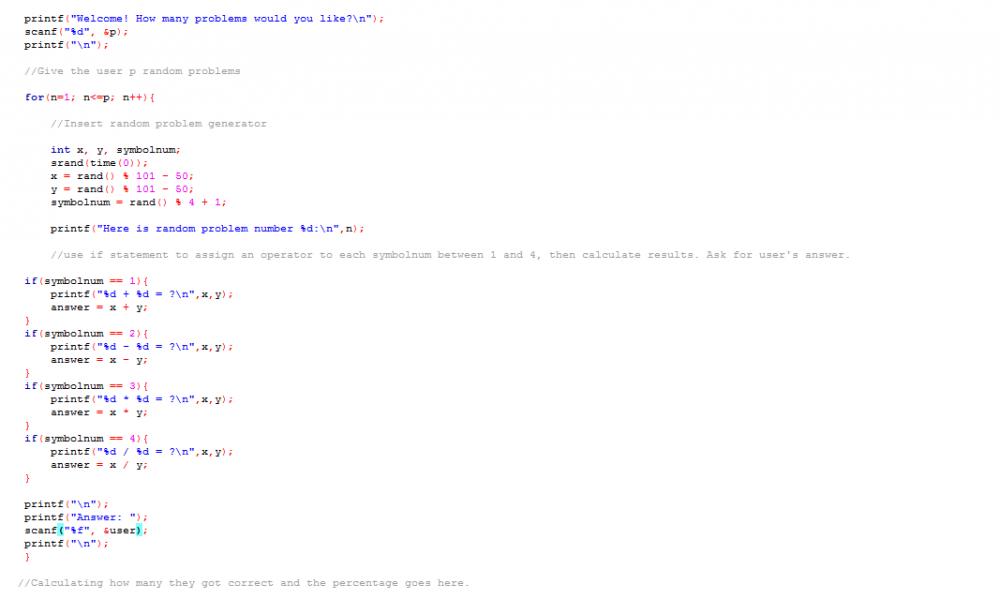 printf("Welcome! How many problems would you like?\n");
scanf("%d", &p);
printf("\n");
//Give the user p random problems
for(n=1; n<=p; n++){
//Insert random problem generator
int x, y, symbolnum;
srand(time(0));
x = rand() % 101 - 50;
y = rand() % 101 - 50;
symbolnum = rand() % 4 + 1;
printf("Here is random problem number %d:\n",n);
//use if statement to assign an operator to each symbolnum between 1 and 4, then calculate results. Ask for user's answer.
if(symbolnum == 1){
printf("%d + %d = ?\n",x,y);
answer = x + y;
}
if(symbolnum == 2){
printf("%d - %d = ?\n",x,y);
answer = x - y;
}
if(symbolnum == 3){
printf("%d * %d = ?\n",x,y);
answer = x * y;
}
if(symbolnum == 4){
printf("%d / %d = ?\n",x,y);
answer = x / y;
}
printf("\n");
printf("Answer: ");
scanf("%f", &user);
printf("\n");
}
//Calculating how many they got correct and the percentage goes here.